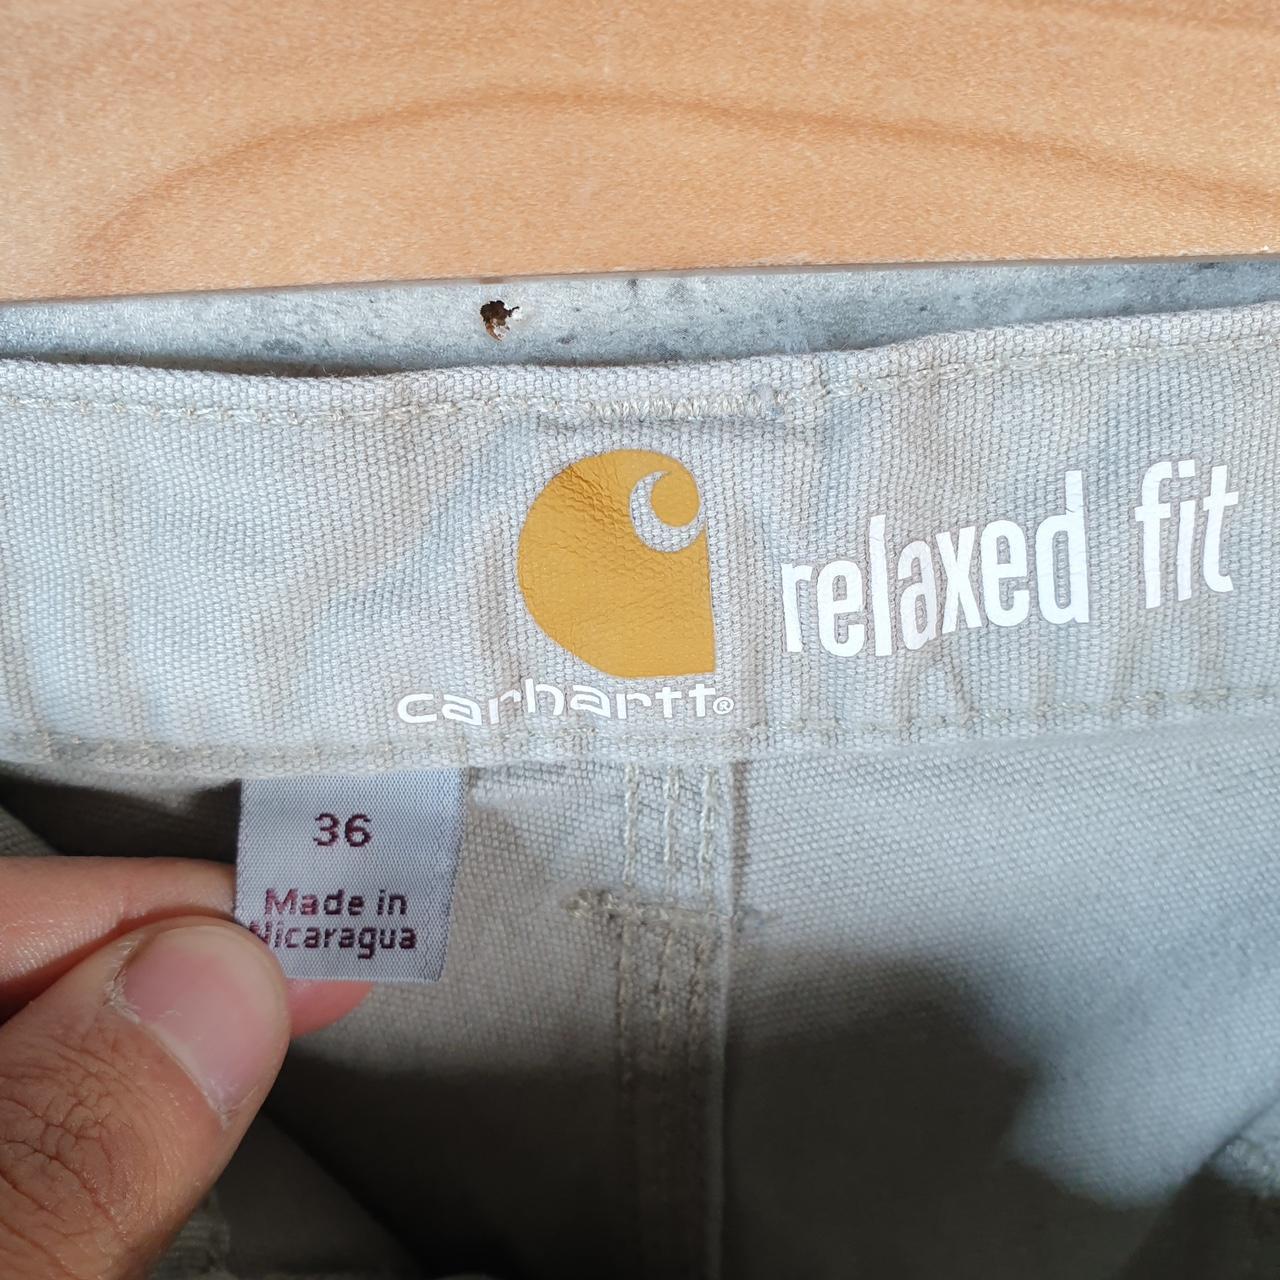 relaxed fit
carhartt®
36
Made in
Nicaragua